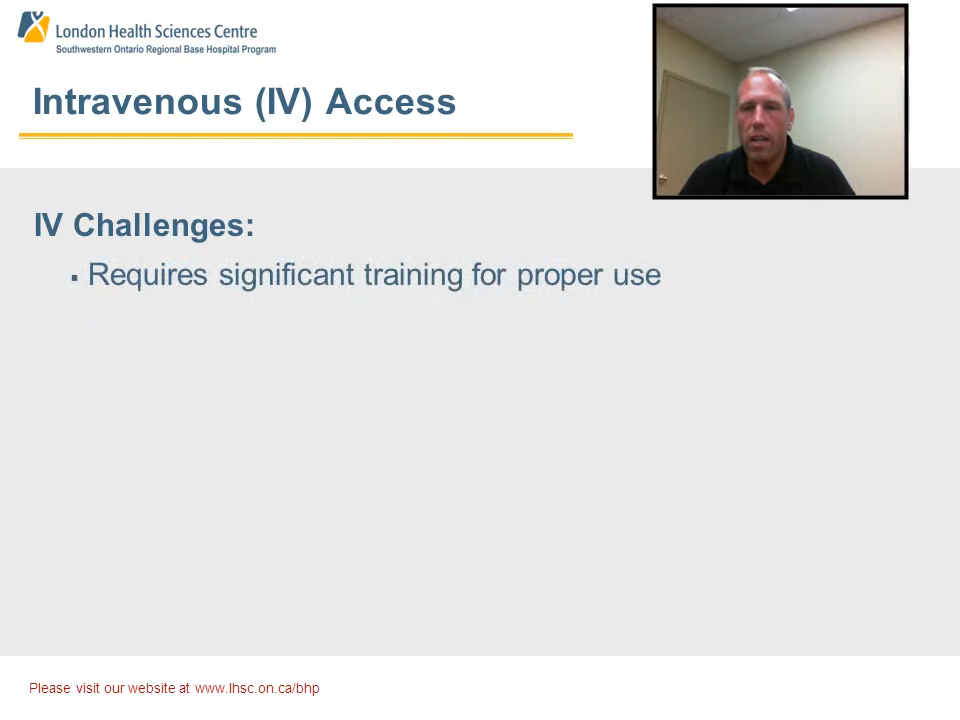 London Health Sciences Centre
Southwestern Ontario Regional Base Hospital Program
Intravenous (IV) Access
IV Challenges:
▪ Requires significant training for proper use
Please visit our website at www.lhsc.on.ca/bhp